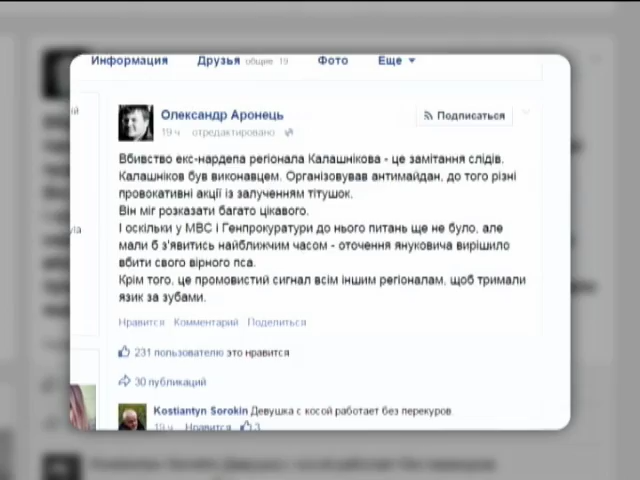 Информация Друзья общие 19 Фото Еще
Олександр Аронець
Подписаться
19 ч отредактировано
Вбивство екс-нардепа регіонала Калашнікова - це замітання слідів.
Калашніков був виконавцем. Організовував антимайдан, до того різні
провокативні акції із залученням тітушок.
Він міг розказати багато цікавого.
І оскільки у МВС і Генпрокуратури до нього питань ще не було, але
мали б з'явитись найближчим часом - оточення януковича вирішило
вбити свого вірного пса.
Крім того, це промовистий сигнал всім іншим регіоналам, щоб тримали
язик за зубами.
Нравится Комментарий Поделиться
231 пользователю это нравится
30 публикаций
Kostiantyn Sorokin Девушка с косой работает без перекуров
19 ч Нравится 3